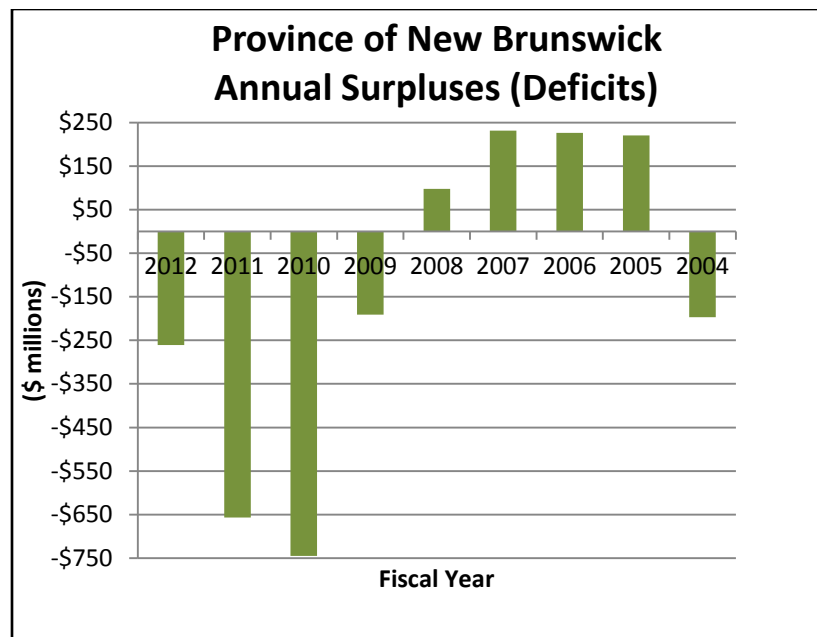 Province of New Brunswick
Annual Surpluses (Deficits)
$250
$150
$50
-$50
-$150
-$250
-$350
-$450
-$550
-$650
-$750
($ millions)
2012 2011 2010 2009 2008 2007 2006 2005 2004
Fiscal Year